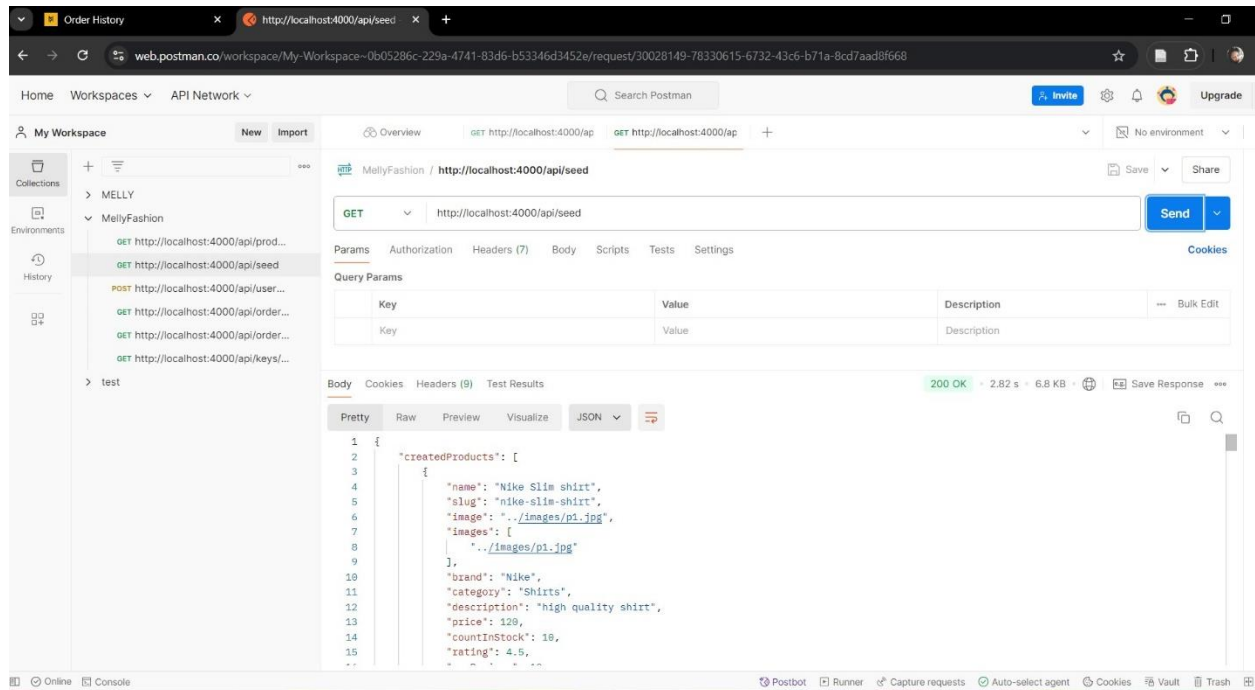 Order History
http://localhost:4000/api/seed
web.postman.co/workspace/My-Workspace~0b05286c-229a-4741-83d6-b53346d3452e/request/30028149-78330615-6732-43c6-b71a-8cd7aad8f668
Home Workspaces API Network Search Postman Invite Upgrade
My Workspace New Import Overview GET http://localhost:4000/ap GET http://localhost:4000/ap No environment
Collections
Environments
History
MELLY
MellyFashion
GET http://localhost:4000/api/prod...
GET http://localhost:4000/api/seed
POST http://localhost:4000/api/user...
GET http://localhost:4000/api/order...
GET http://localhost:4000/api/order...
GET http://localhost:4000/api/keys/...
test
HTTP MellyFashion / http://localhost:4000/api/seed Save Share
GET http://localhost:4000/api/seed Send
Params Authorization Headers (7) Body Scripts Tests Settings Cookies
Query Params
Key Value Description Bulk Edit
Key Value Description
Body Cookies Headers (9) Test Results 200 OK 2.82 s 6.8 KB Save Response
Pretty Raw Preview Visualize JSON
1 {
2 "createdProducts": [
3 {
4 "name": "Nike Slim shirt",
5 "slug": "nike-slim-shirt",
6 "image": "../images/p1.jpg",
7 "images": [
8 "../images/p1.jpg"
9 ],
10 "brand": "Nike",
11 "category": "Shirts",
12 "description": "high quality shirt",
13 "price": 120,
14 "countInStock": 10,
15 "rating": 4.5,
Online Console Postbot Runner Capture requests Auto-select agent Cookies Vault Trash